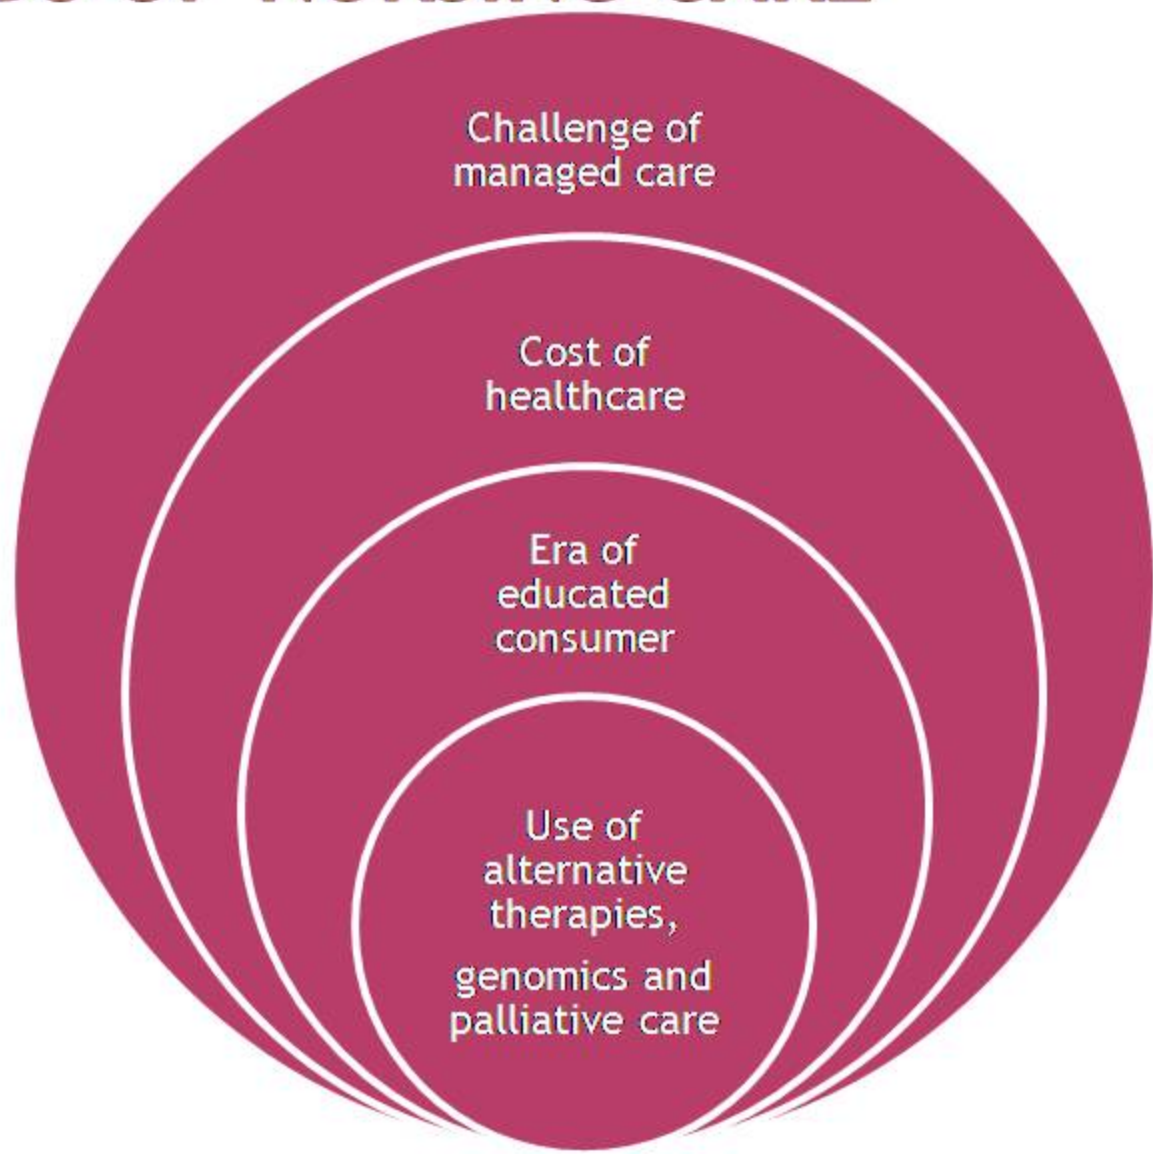 Challenge of
managed care
Cost of
healthcare
Era of
educated
consumer
Use of
alternative
therapies,
genomics and
palliative care